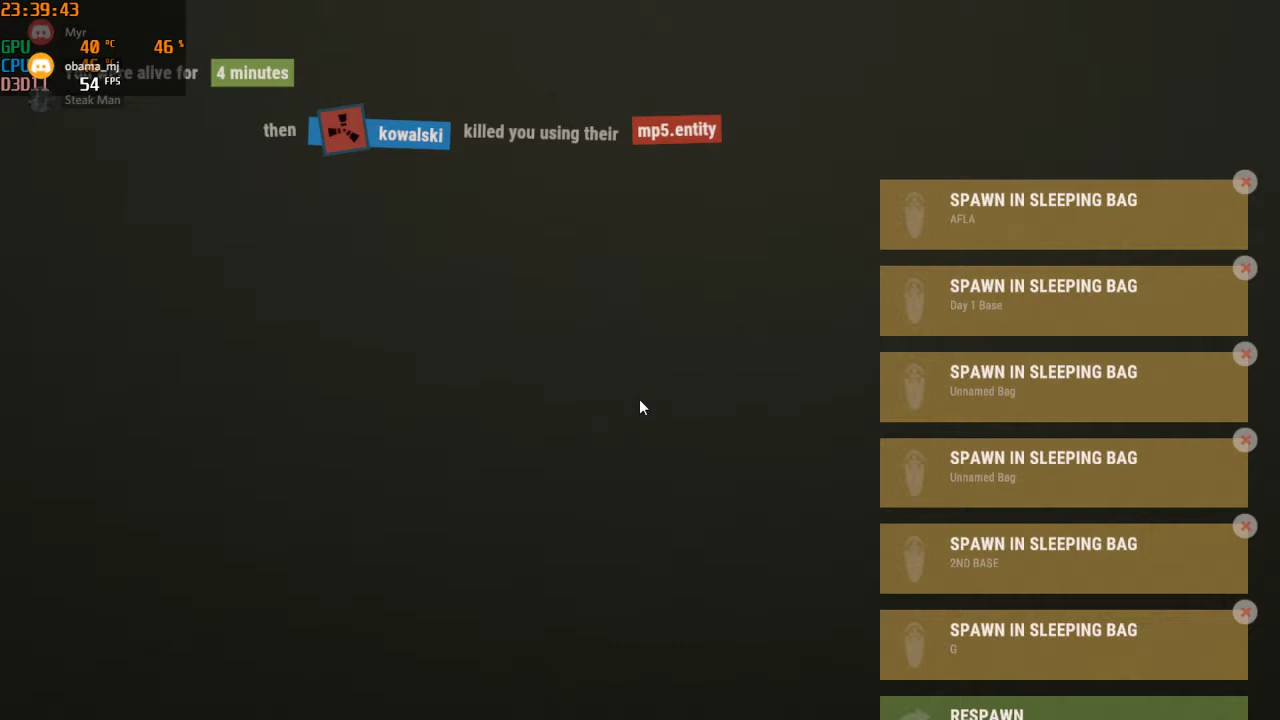 23:39:43
Myr
GPU 40 °C 46 %
CPU 46 °C obama_mj
You were alive for 4 minutes
D3D11 54 FPS
Steak Man
then kowalski killed you using their mp5.entity
SPAWN IN SLEEPING BAG
AFLA
SPAWN IN SLEEPING BAG
Day 1 Base
SPAWN IN SLEEPING BAG
Unnamed Bag
SPAWN IN SLEEPING BAG
Unnamed Bag
SPAWN IN SLEEPING BAG
2ND BASE
SPAWN IN SLEEPING BAG
G
RESPAWN